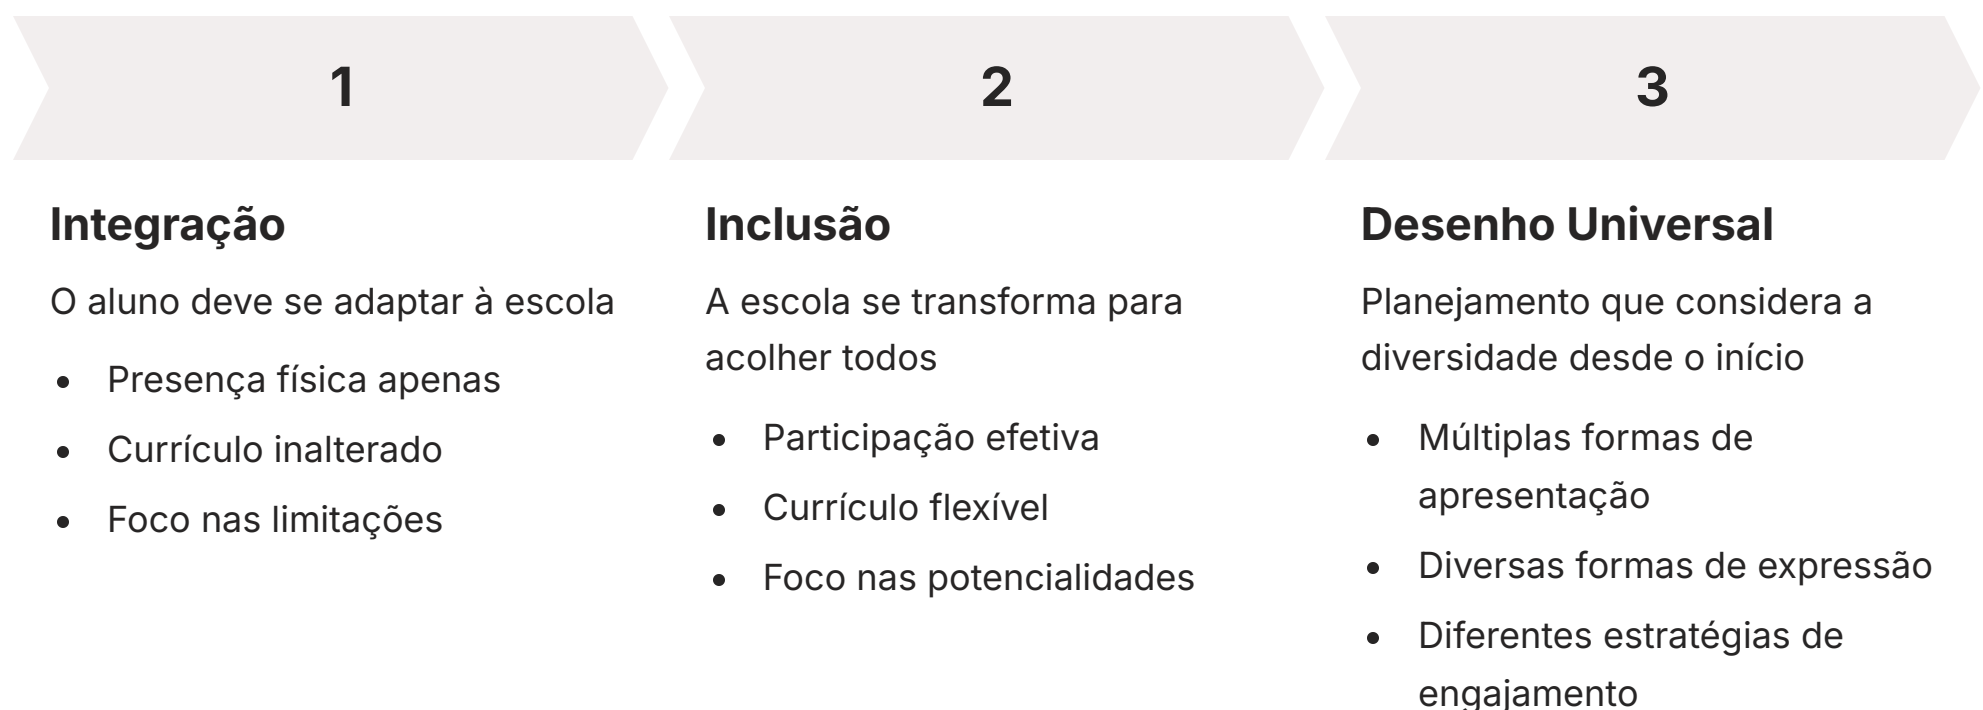 1
Integração
O aluno deve se adaptar à escola
• Presença física apenas
• Currículo inalterado
• Foco nas limitações
2
Inclusão
A escola se transforma para
acolher todos
• Participação efetiva
• Currículo flexível
• Foco nas potencialidades
3
Desenho Universal
Planejamento que considera a
diversidade desde o início
• Múltiplas formas de
apresentação
• Diversas formas de expressão
• Diferentes estratégias de
engajamento